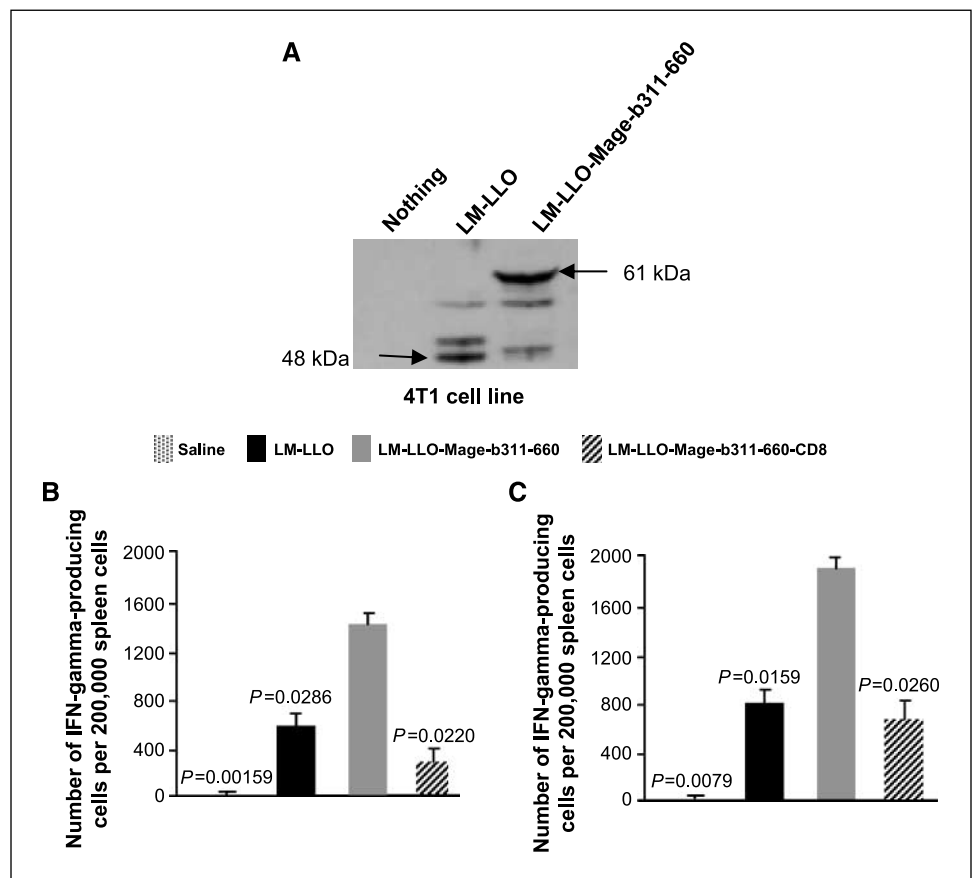 A
Nothing
LM-LLO
LM-LLO-Mage-b311-660
61 kDa
48 kDa
4T1 cell line
Saline LM-LLO LM-LLO-Mage-b311-660 LM-LLO-Mage-b311-660-CD8
B
Number of IFN-gamma-producing
cells per 200,000 spleen cells
2000
1600
1200
800
400
0
P=0.00159
P=0.0286
P=0.0220
C
Number of IFN-gamma-producing
cells per 200,000 spleen cells
2000
1600
1200
800
400
0
P=0.0079
P=0.0159
P=0.0260